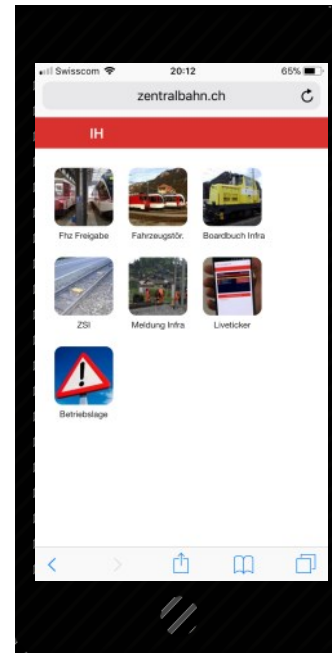 Swisscom 20:12 65%
zentralbahn.ch
IH
Fhz Freigabe Fahrzeugstör. Boardbuch Infra
ZSI Meldung Infra Liveticker
Betriebslage